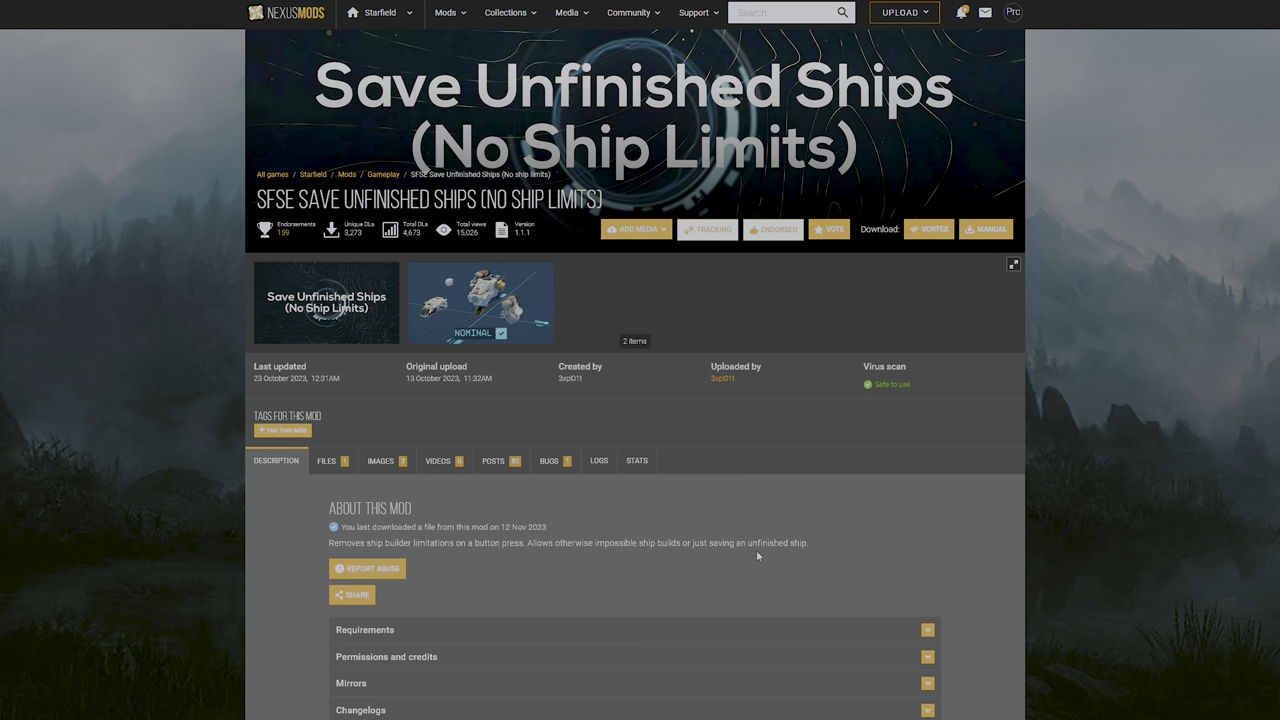 NEXUSMODS
Starfield
Mods
Collections
Media
Community
Support
Search
UPLOAD
Pro
Save Unfinished Ships
(No Ship Limits)
All games / Starfield / Mods / Gameplay / SFSE Save Unfinished Ships (No ship limits)
SFSE SAVE UNFINISHED SHIPS (NO SHIP LIMITS)
Endorsements
159
Unique DLs
3,273
Total DLs
4,673
Total views
15,026
Version
1.1.1
ADD MEDIA
TRACKING
ENDORSED
VOTE
Download:
VORTEX
MANUAL
Save Unfinished Ships
(No Ship Limits)
NOMINAL
2 items
Last updated
23 October 2023, 12:31AM
Original upload
13 October 2023, 11:32AM
Created by
3xpl01t
Uploaded by
3xpl01t
Virus scan
Safe to use
TAGS FOR THIS MOD
+ TAG THIS MOD
DESCRIPTION
FILES 1
IMAGES 3
VIDEOS 0
POSTS 82
BUGS 1
LOGS
STATS
ABOUT THIS MOD
You last downloaded a file from this mod on 12 Nov 2023
Removes ship builder limitations on a button press. Allows otherwise impossible ship builds or just saving an unfinished ship.
REPORT ABUSE
SHARE
Requirements
Permissions and credits
Mirrors
Changelogs